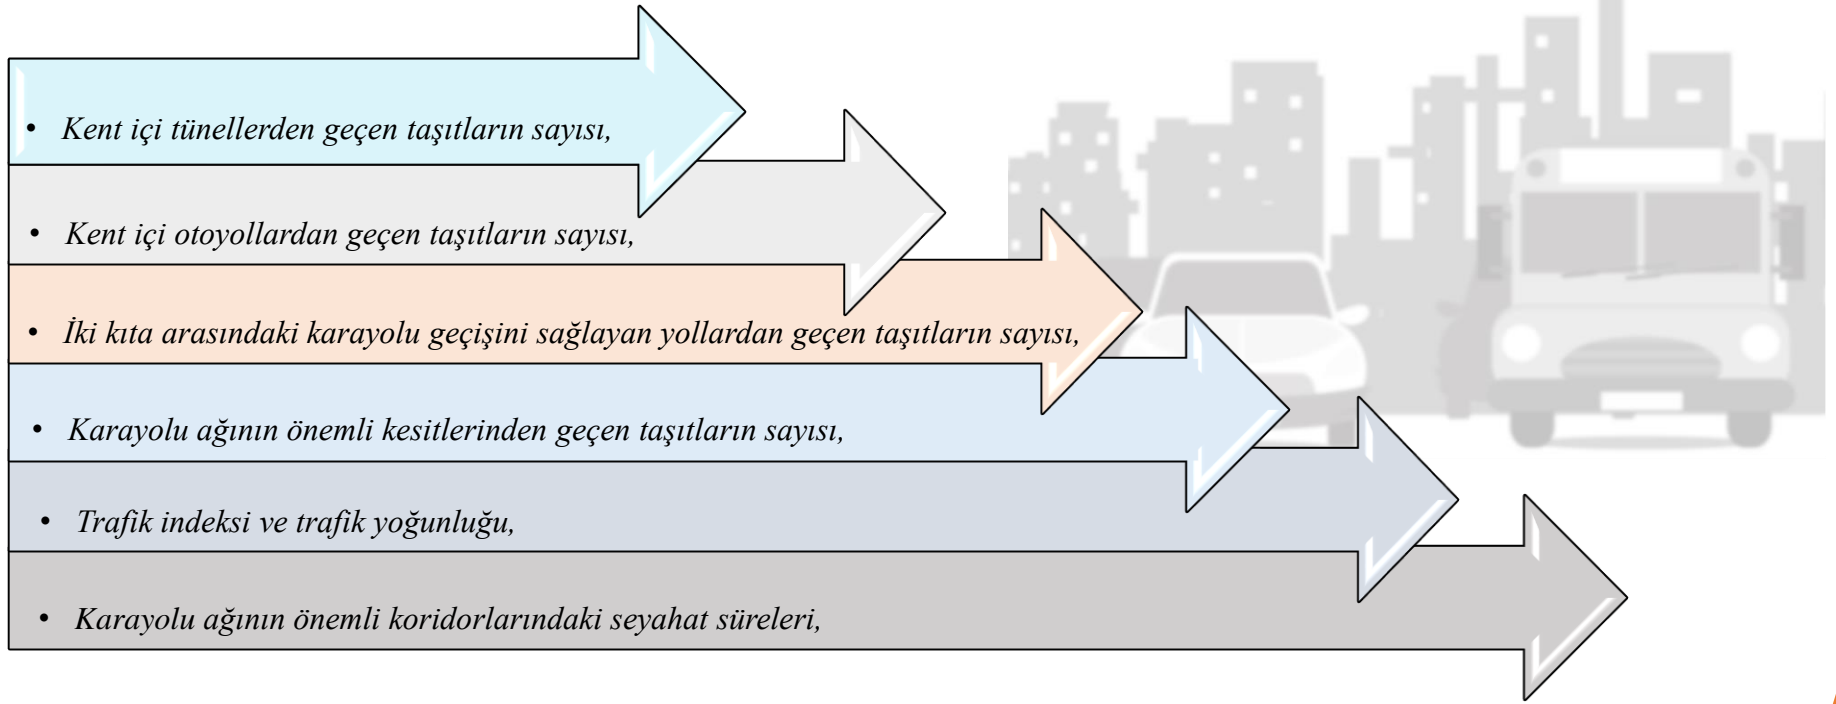 • Kent içi tünellerden geçen taşıtların sayısı,
• Kent içi otoyollardan geçen taşıtların sayısı,
• İki kıta arasındaki karayolu geçişini sağlayan yollardan geçen taşıtların sayısı,
• Karayolu ağının önemli kesitlerinden geçen taşıtların sayısı,
• Trafik indeksi ve trafik yoğunluğu,
• Karayolu ağının önemli koridorlarındaki seyahat süreleri,